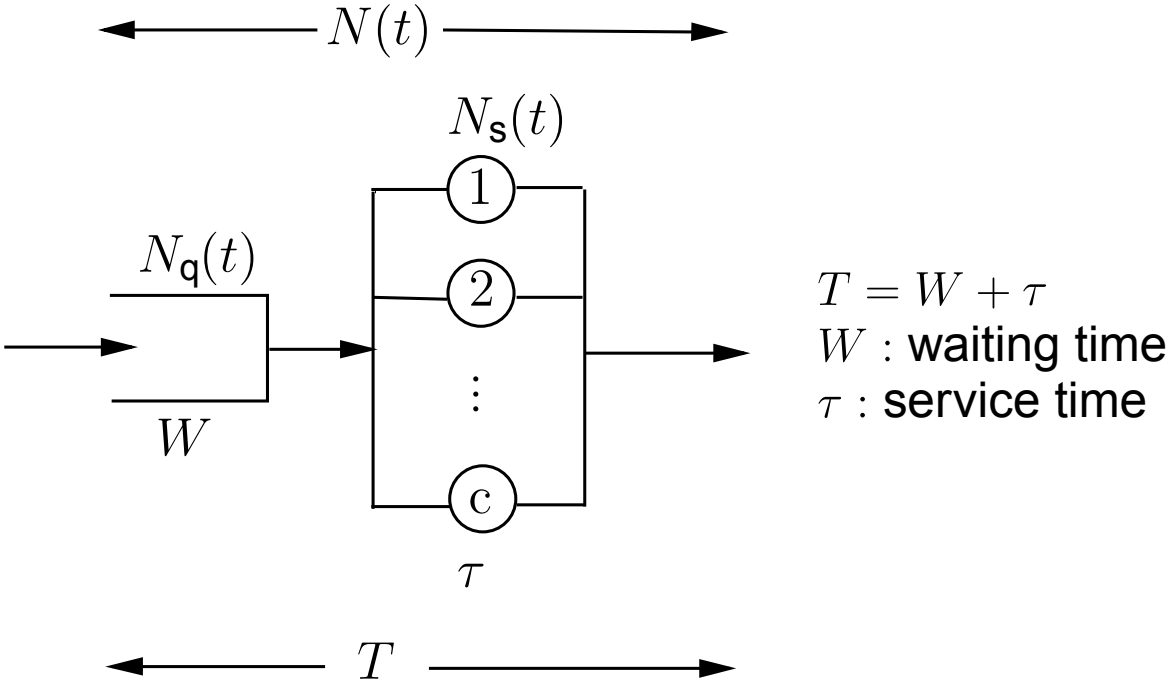 N(t)
N_s(t)
1
N_q(t)
2
T = W + τ
W : waiting time
⋮
τ : service time
W
c
τ
T